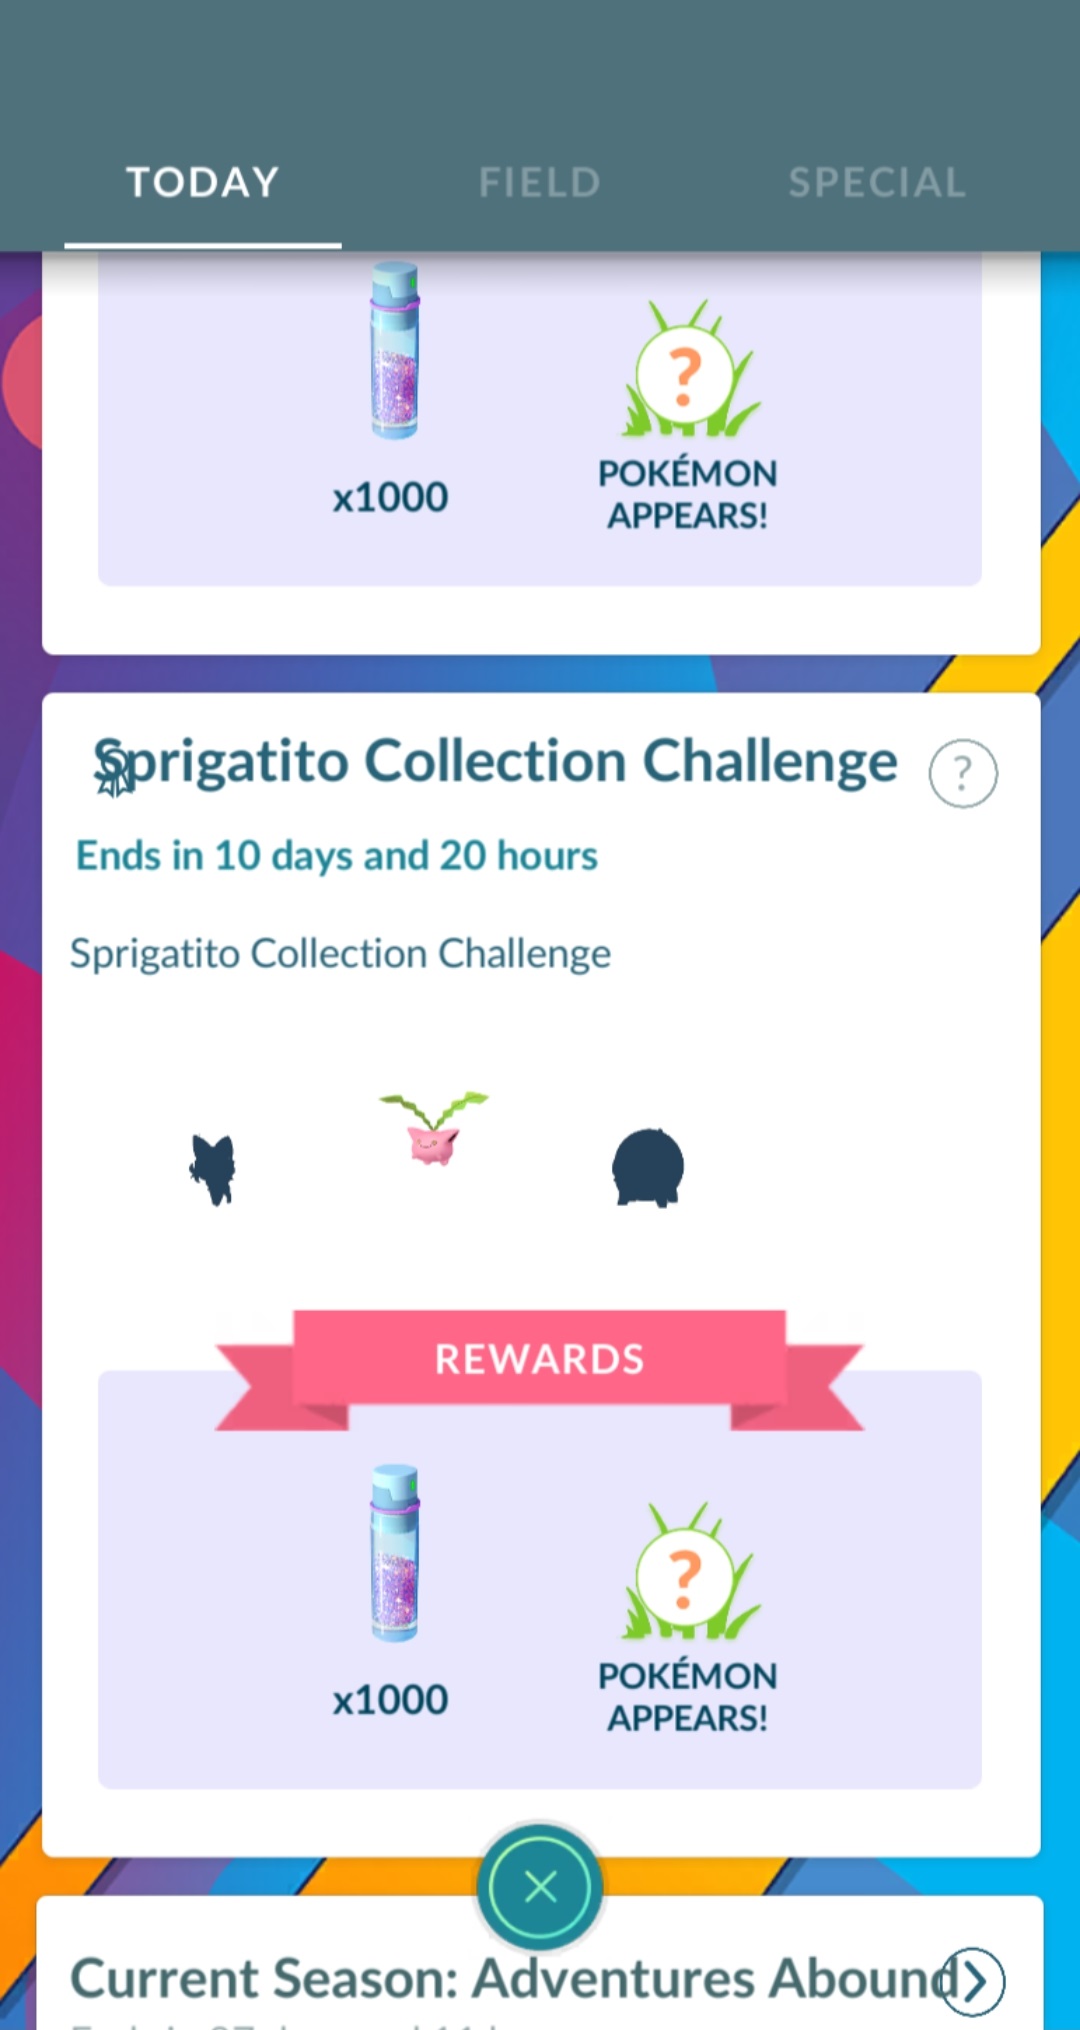 TODAY FIELD SPECIAL
?
x1000
POKÉMON
APPEARS!
Sprigatito Collection Challenge ?
Ends in 10 days and 20 hours
Sprigatito Collection Challenge
REWARDS
?
x1000
POKÉMON
APPEARS!
Current Season: Adventures Abound